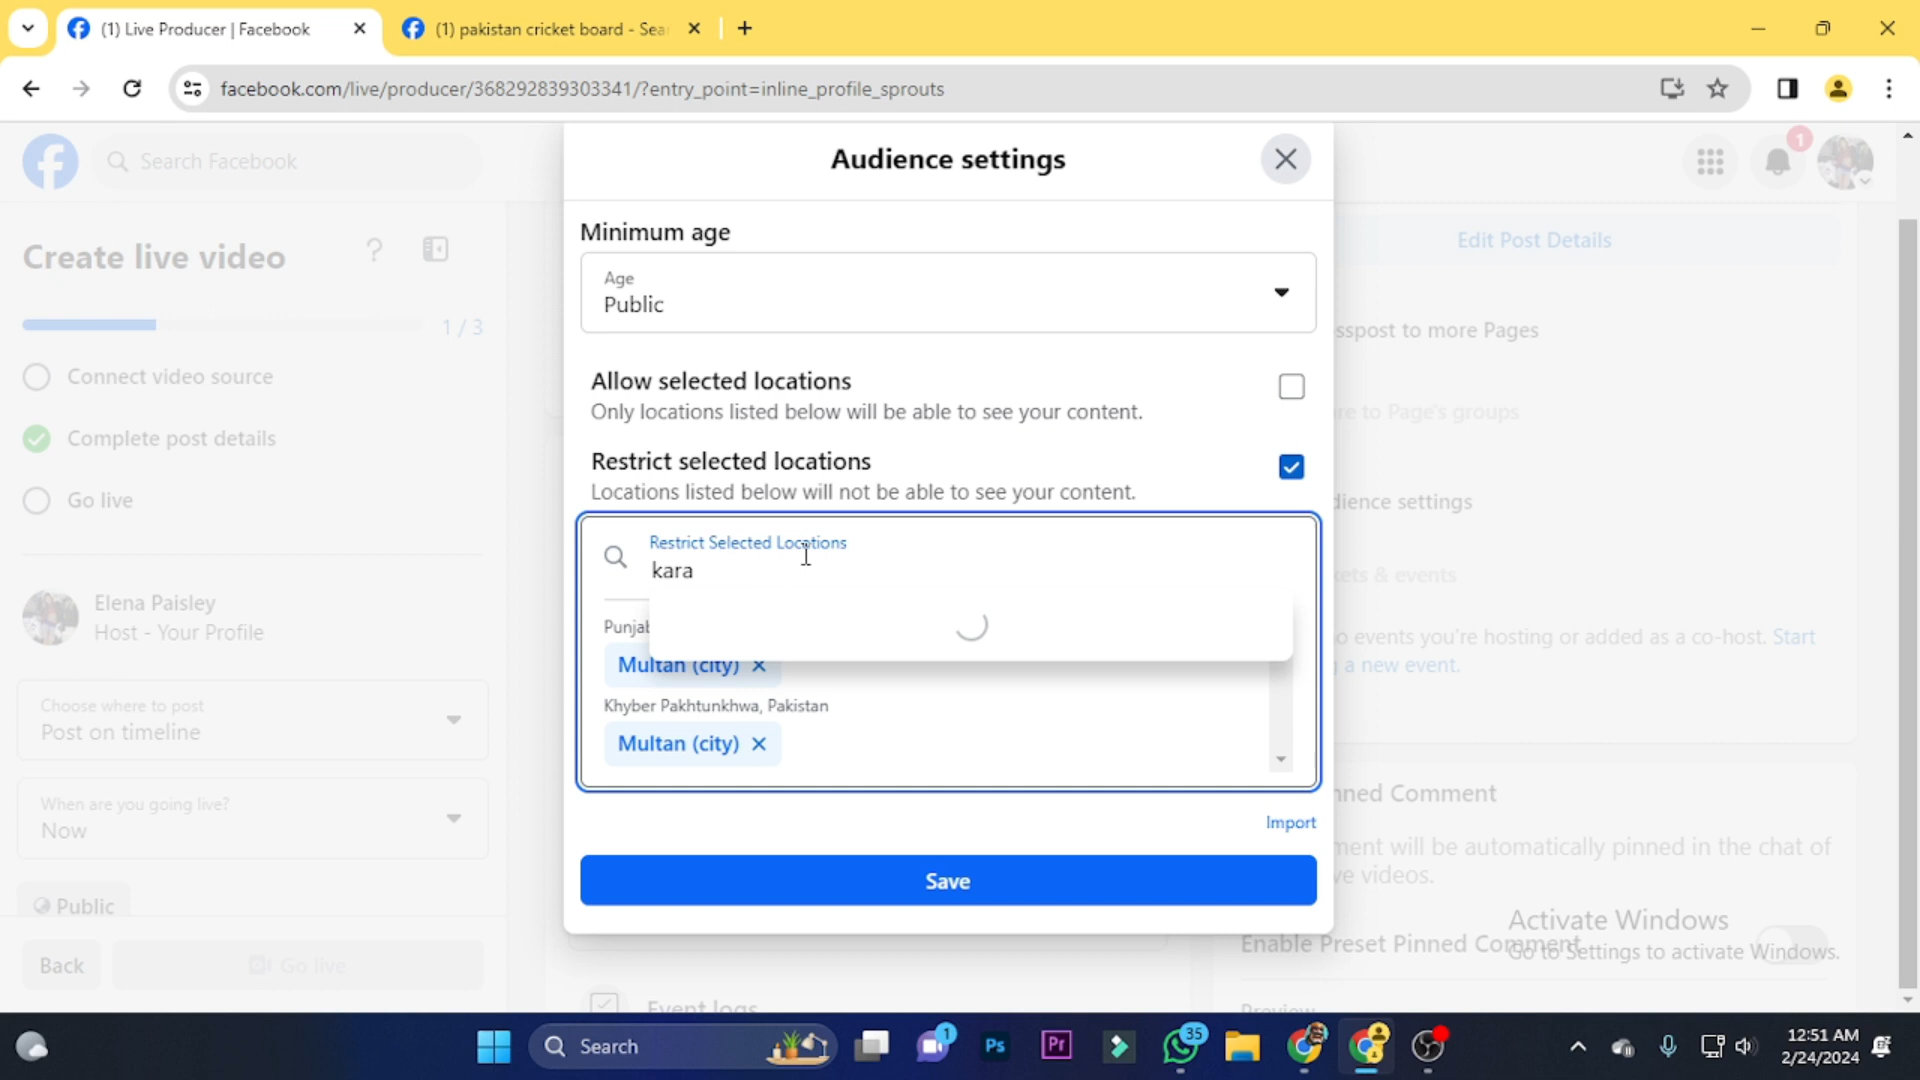 (1) Live Producer | Facebook
(1) pakistan cricket board - Sea
facebook.com/live/producer/368292839303341/?entry_point=inline_profile_sprouts
Search Facebook
Audience settings
1
Create live video
?
1 / 3
Connect video source
Complete post details
Go live
Elena Paisley
Host - Your Profile
Choose where to post
Post on timeline
When are you going live?
Now
Public
Back
Go live
Minimum age
Age
Public
Allow selected locations
Only locations listed below will be able to see your content.
Restrict selected locations
Locations listed below will not be able to see your content.
Restrict Selected Locations
kara
Punjab
Multan (city)
Khyber Pakhtunkhwa, Pakistan
Multan (city)
Import
Save
Event logs
Edit Post Details
sspost to more Pages
re to Page's groups
dience settings
kets & events
o events you're hosting or added as a co-host. Start
a new event.
nned Comment
ment will be automatically pinned in the chat of
ve videos.
Enable Preset Pinned Comment
Activate Windows
Go to Settings to activate Windows.
Preview
Search
1
Ps
Pr
35
12:51 AM
2/24/2024